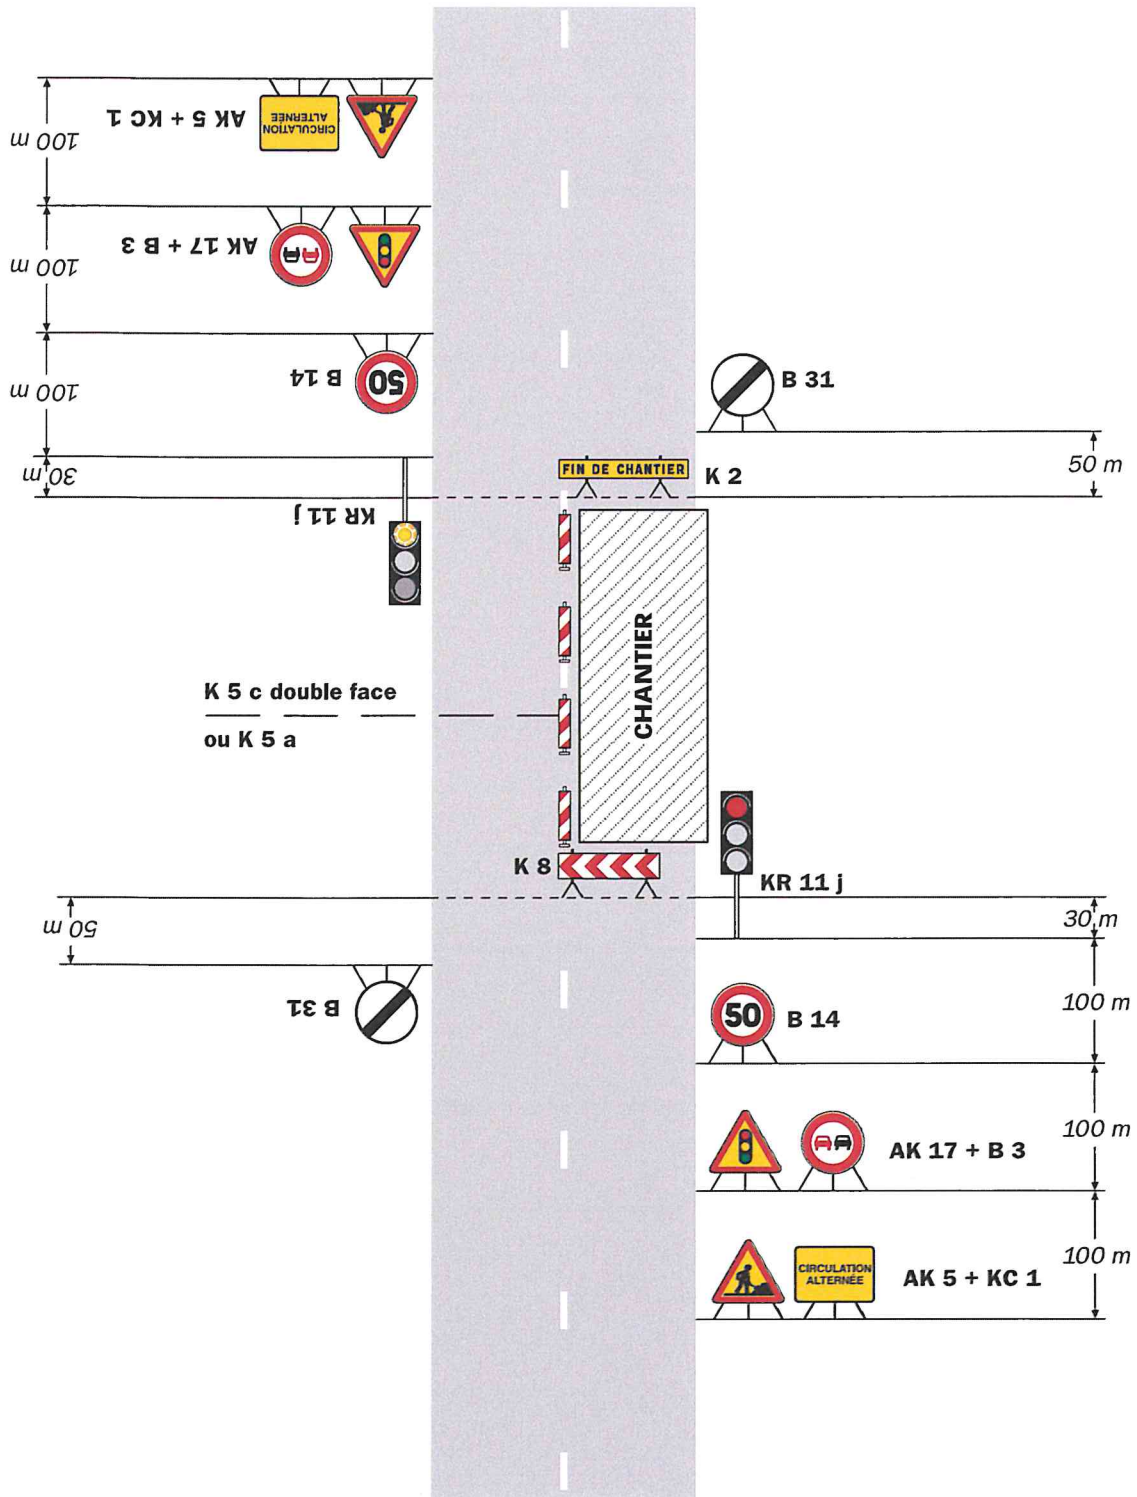 100 m
CIRCULATION
ALTERNÉE
AK 5 + KC 1
100 m
AK 17 + B 3
100 m
50
B 14
30 m
KR 11 j
B 31
50 m
FIN DE CHANTIER
K 2
CHANTIER
K 5 c double face
ou K 5 a
K 8
KR 11 j
30 m
50 m
B 31
50
B 14
100 m
AK 17 + B 3
100 m
CIRCULATION
ALTERNÉE
AK 5 + KC 1
100 m